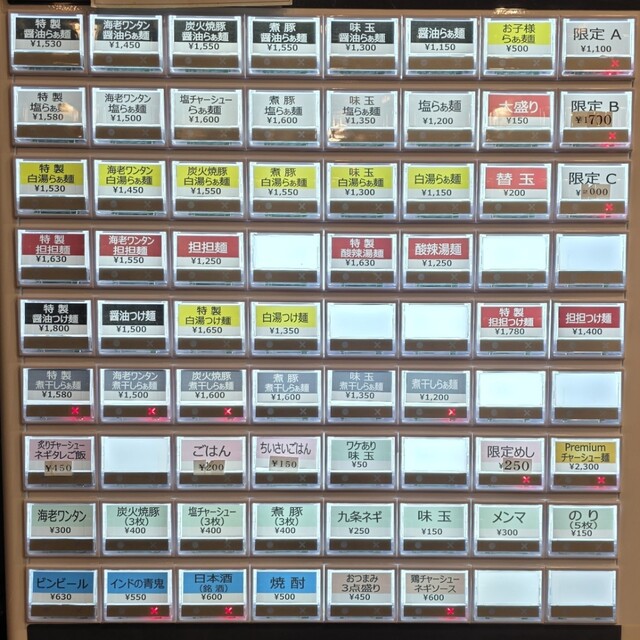 特製
醤油らぁ麺
¥1,530
海老ワンタン
醤油らぁ麺
¥1,450
炭火焼豚
醤油らぁ麺
¥1,550
煮豚
醤油らぁ麺
¥1,550
味玉
醤油らぁ麺
¥1,300
醤油らぁ麺
¥1,150
お子様
らぁ麺
¥500
限定A
¥1,100
特製
塩らぁ麺
¥1,580
海老ワンタン
塩らぁ麺
¥1,500
塩チャーシュー
らぁ麺
¥1,600
煮豚
塩らぁ麺
¥1,600
味玉
塩らぁ麺
¥1,350
塩らぁ麺
¥1,200
大盛り
¥150
限定B
¥1700
特製
白湯らぁ麺
¥1,530
海老ワンタン
白湯らぁ麺
¥1,450
炭火焼豚
白湯らぁ麺
¥1,550
煮豚
白湯らぁ麺
¥1,550
味玉
白湯らぁ麺
¥1,300
白湯らぁ麺
¥1,150
替玉
¥200
限定C
特製
担担麺
¥1,630
海老ワンタン
担担麺
¥1,550
担担麺
¥1,250
特製
酸辣湯麺
¥1,630
酸辣湯麺
¥1,250
特製
醤油つけ麺
¥1,800
醤油つけ麺
¥1,500
特製
白湯つけ麺
¥1,650
白湯つけ麺
¥1,350
特製
担担つけ麺
¥1,780
担担つけ麺
¥1,400
特製
煮干しらぁ麺
¥1,580
海老ワンタン
煮干しらぁ麺
¥1,500
炭火焼豚
煮干しらぁ麺
¥1,600
煮豚
煮干しらぁ麺
¥1,600
味玉
煮干しらぁ麺
¥1,350
煮干しらぁ麺
¥1,200
炙りチャーシュー
ネギタレご飯
¥450
ごはん
¥200
ちいさいごはん
¥150
ワケあり
味玉
¥50
限定めし
¥250
Premium
チャーシュー麺
¥2,300
海老ワンタン
¥300
炭火焼豚
(3枚)
¥400
塩チャーシュー
(3枚)
¥400
煮豚
(3枚)
¥400
九条ネギ
¥250
味玉
¥150
メンマ
¥300
のり
(5枚)
¥150
ビンビール
¥630
インドの青鬼
¥550
日本酒
(銘酒)
¥600
焼酎
¥500
おつまみ
3点盛り
¥450
鶏チャーシュー
ネギソース
¥600